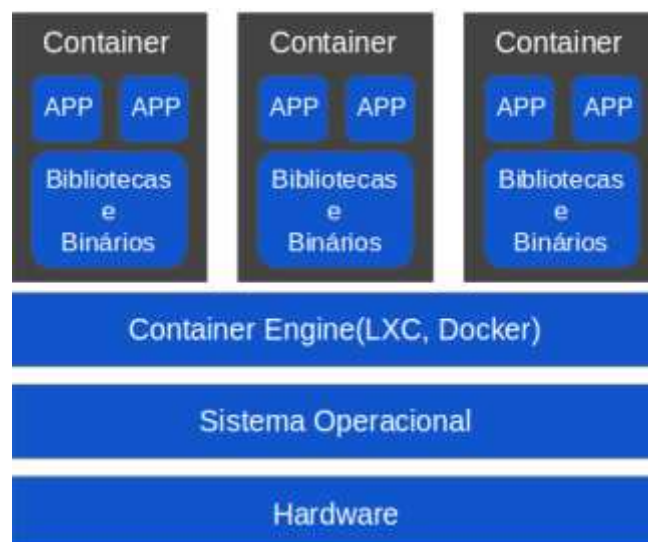 Container Container Container
APP APP APP APP APP APP
Bibliotecas Bibliotecas Bibliotecas
e e e
Binários Binários Binários
Container Engine(LXC, Docker)
Sistema Operacional
Hardware